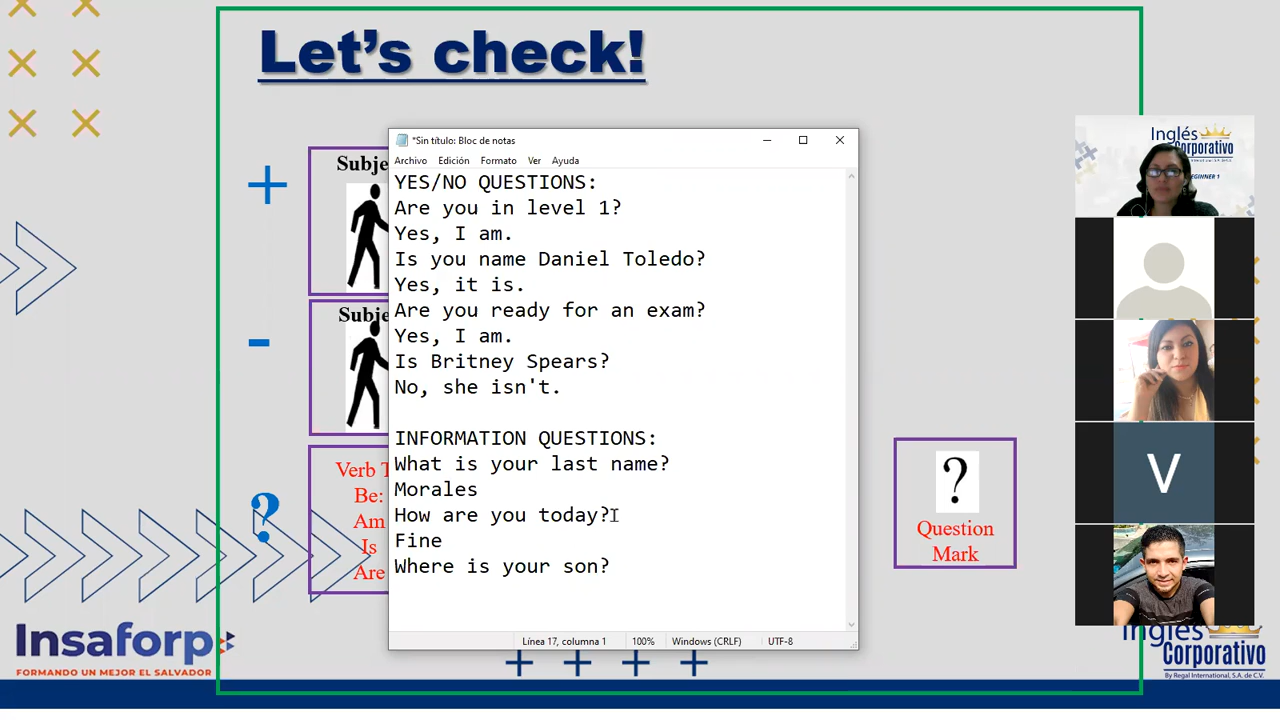 Let's check!
*Sin título: Bloc de notas
Archivo Edición Formato Ver Ayuda
YES/NO QUESTIONS:
Are you in level 1?
Yes, I am.
Is you name Daniel Toledo?
Yes, it is.
Are you ready for an exam?
Yes, I am.
Is Britney Spears?
No, she isn't.
INFORMATION QUESTIONS:
What is your last name?
Morales
How are you today?
Fine
Where is your son?
Línea 17, columna 1 100% Windows (CRLF) UTF-8
+
Subje
-
Subje
?
Verb T
Be:
Am
Is
Are
?
Question
Mark
Inglés
Corporativo
BEGINNER 1
V
Insaforp
FORMANDO UN MEJOR EL SALVADOR
Inglés
Corporativo
By Regal International, S.A. de C.V.